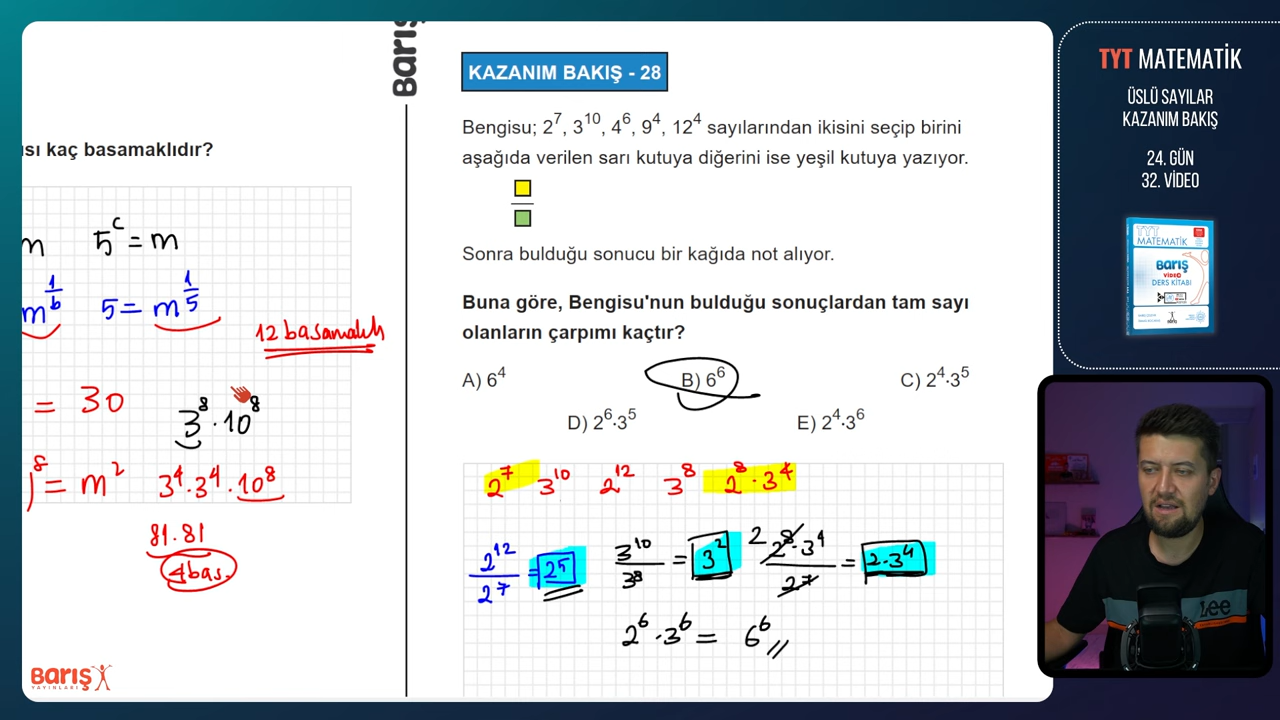 Barış
ısı kaç basamaklıdır?
m 5^c = m
m^(1/6) 5 = m^(1/5)
12 basamaklı
= 30 3^8 · 10^8
)^8 = m^2 3^4 · 3^4 · 10^8
81 · 81
4 bas.
Barış
YAYINLARI
KAZANIM BAKIŞ - 28
Bengisu; 2^7, 3^10, 4^6, 9^4, 12^4 sayılarından ikisini seçip birini
aşağıda verilen sarı kutuya diğerini ise yeşil kutuya yazıyor.
Sonra bulduğu sonucu bir kağıda not alıyor.
Buna göre, Bengisu'nun bulduğu sonuçlardan tam sayı
olanların çarpımı kaçtır?
A) 6^4 B) 6^6 C) 2^4·3^5
D) 2^6·3^5 E) 2^4·3^6
2^7 3^10 2^12 3^8 2^8 · 3^4
2^12 / 2^7 = 2^5 3^10 / 3^8 = 3^2 2 2^8 · 3^4 / 2^7 = 2·3^4
2^6 · 3^6 = 6^6 //
TYT MATEMATİK
ÜSLÜ SAYILAR
KAZANIM BAKIŞ
24. GÜN
32. VİDEO
TYT
MATEMATİK
Barış
VİDEO
DERS KİTABI
Lee